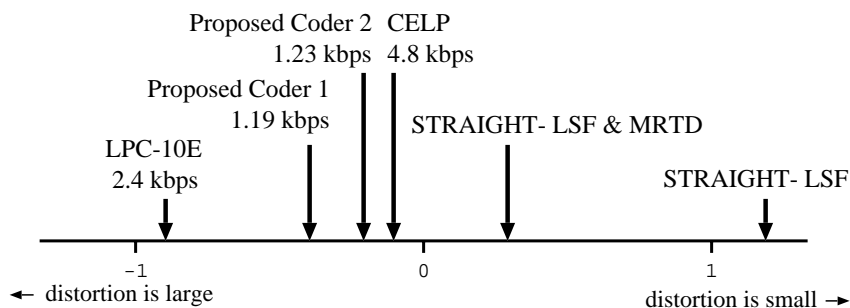 Proposed Coder 2 CELP
1.23 kbps 4.8 kbps
Proposed Coder 1
1.19 kbps
STRAIGHT- LSF & MRTD
LPC-10E
2.4 kbps
STRAIGHT- LSF
-1 0 1
← distortion is large distortion is small →